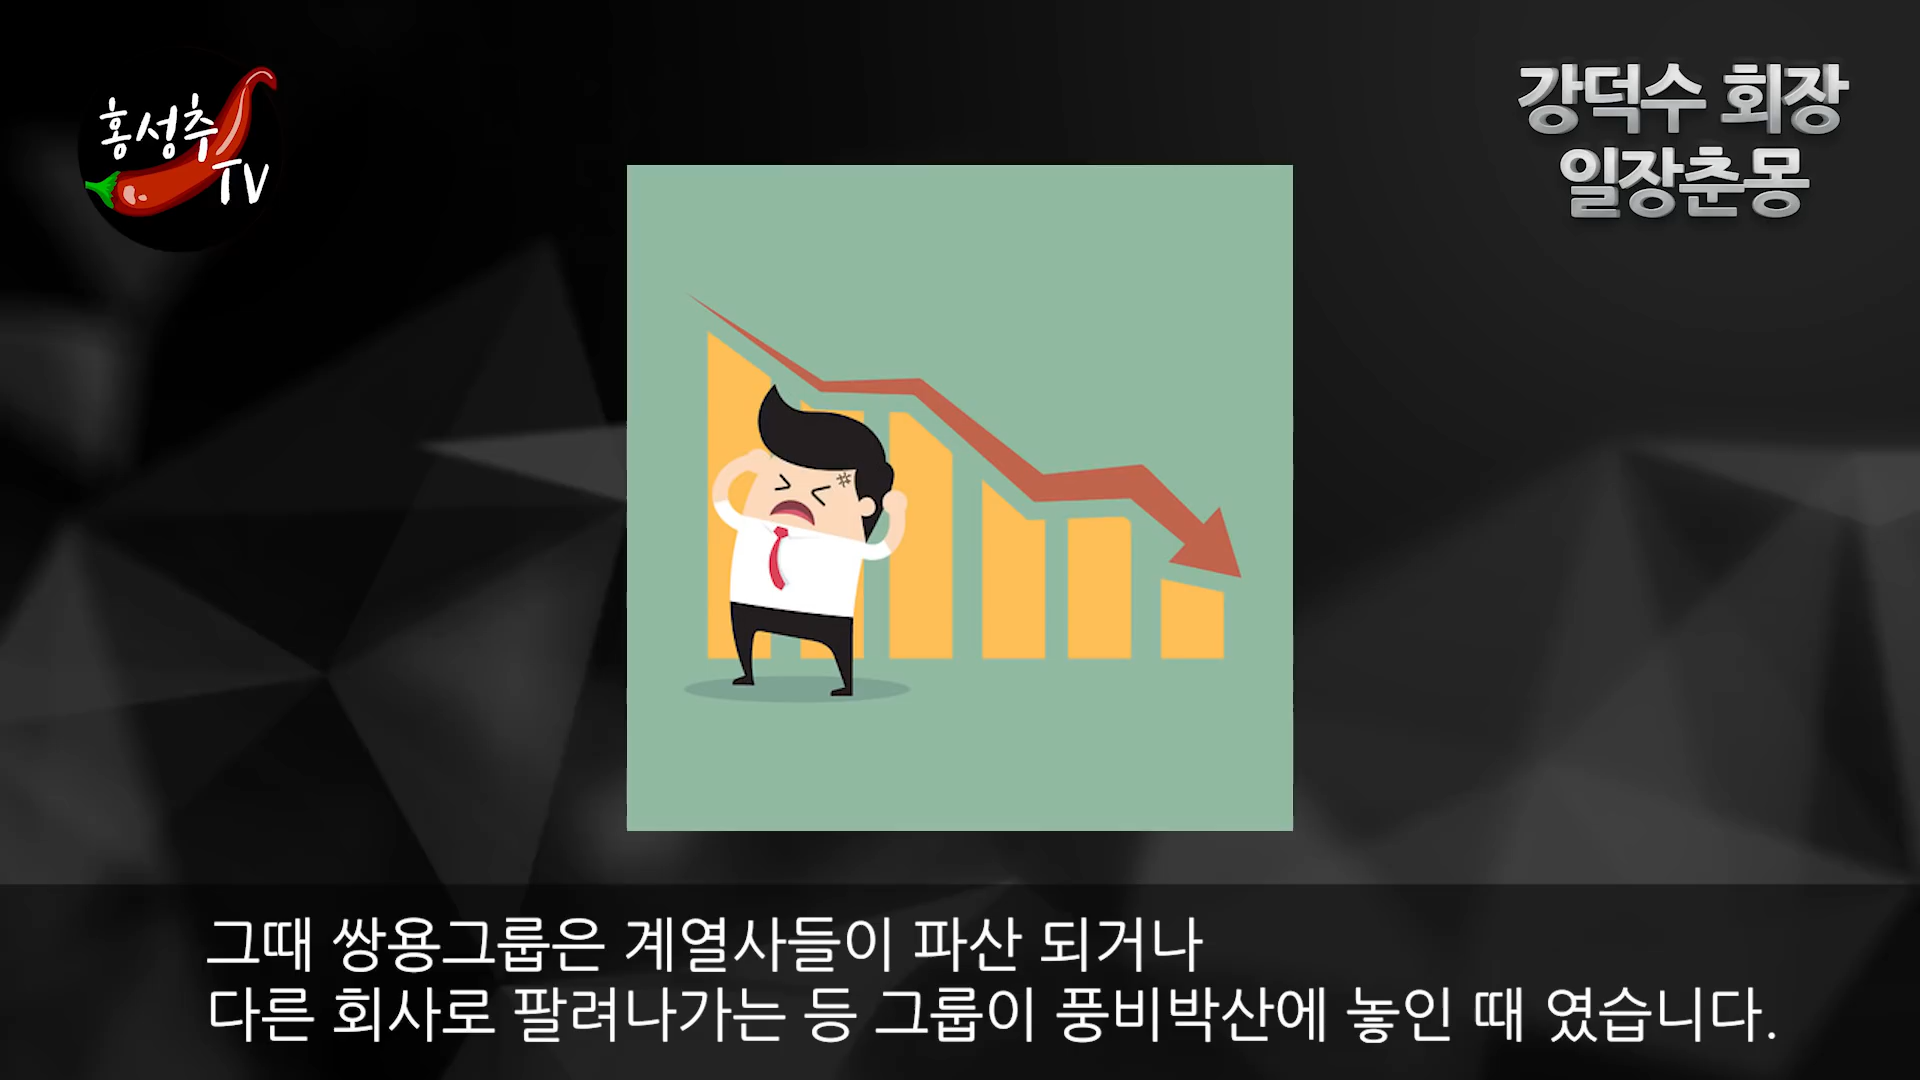 홍성추
TV
강덕수 회장
일장춘몽
그때 쌍용그룹은 계열사들이 파산 되거나
다른 회사로 팔려나가는 등 그룹이 풍비박산에 놓인 때 였습니다.